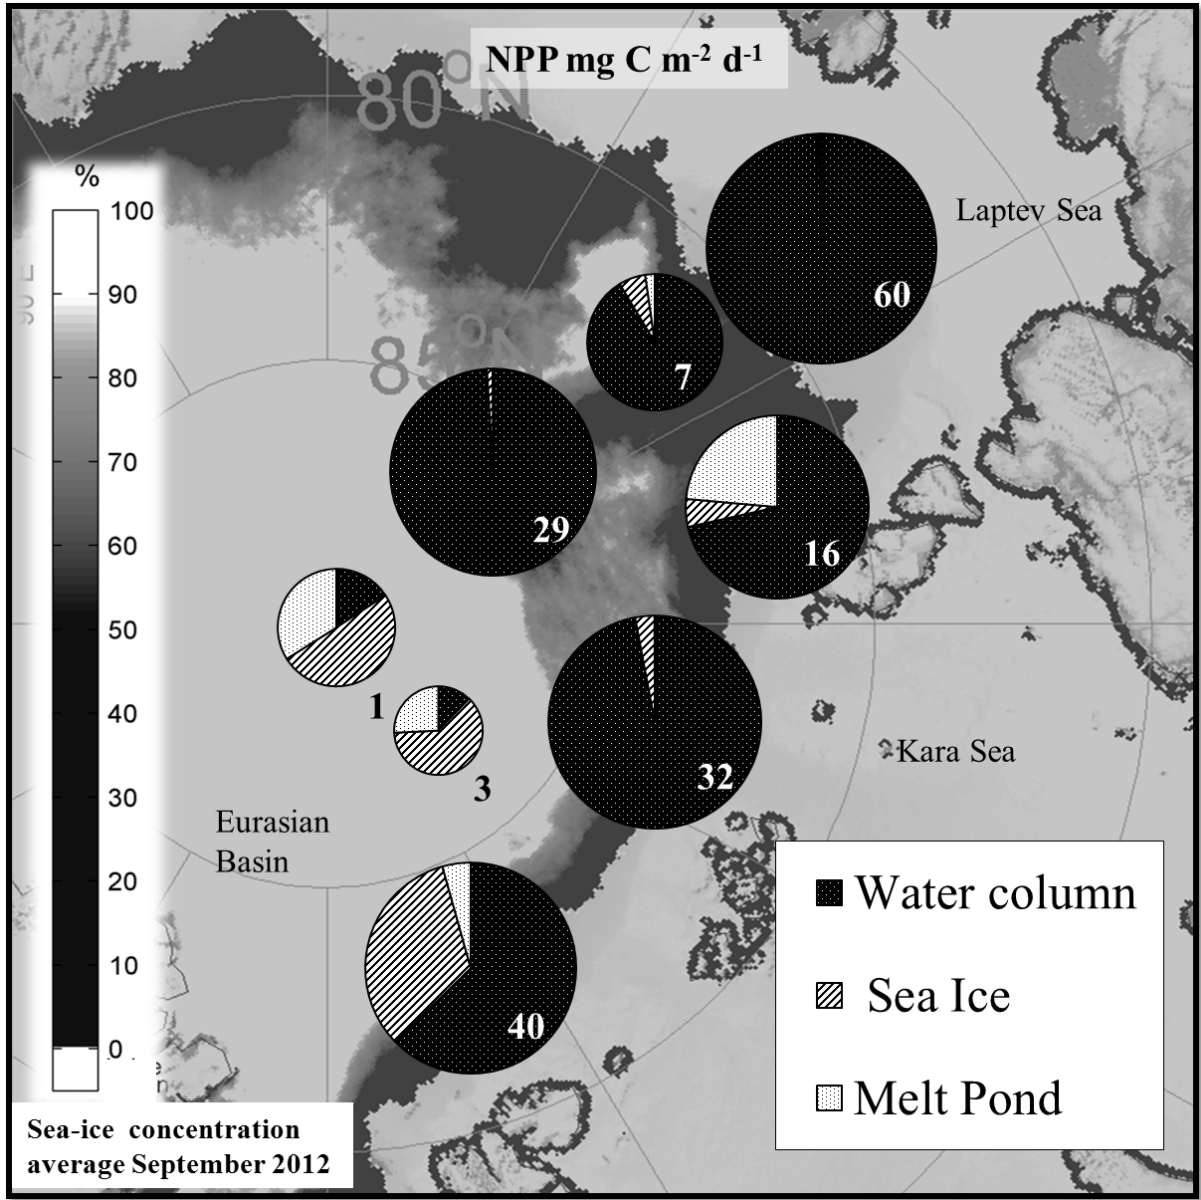 NPP mg C m⁻² d⁻¹
80°N
%
100
90
80
70
60
50
40
30
20
10
0
Laptev Sea
60
7
85°N
29
16
1
3
32
Kara Sea
Eurasian
Basin
40
Water column
Sea Ice
Melt Pond
Sea-ice concentration
average September 2012